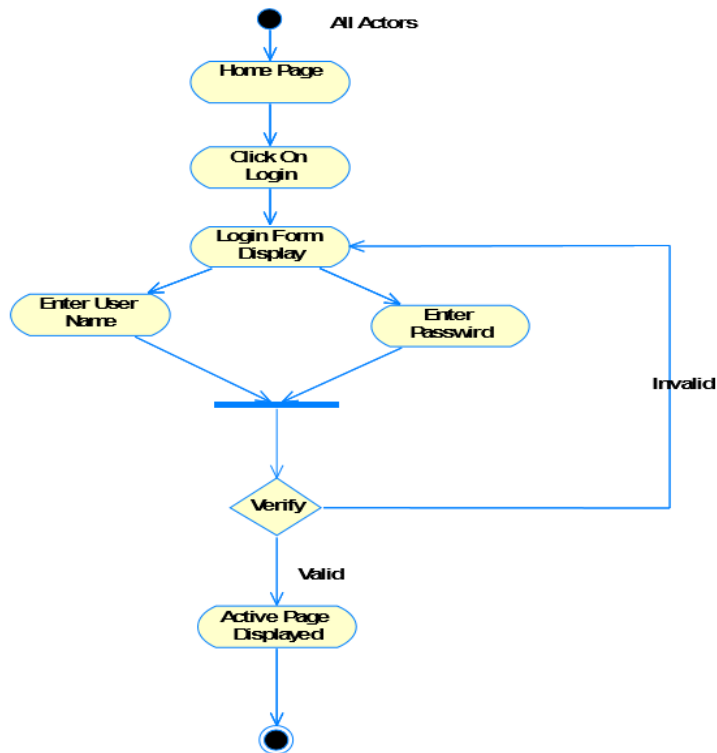 All Actors
Home Page
Click On
Login
Login Form
Display
Enter User
Name
Enter
Passwird
Invalid
Verify
Valid
Active Page
Displayed